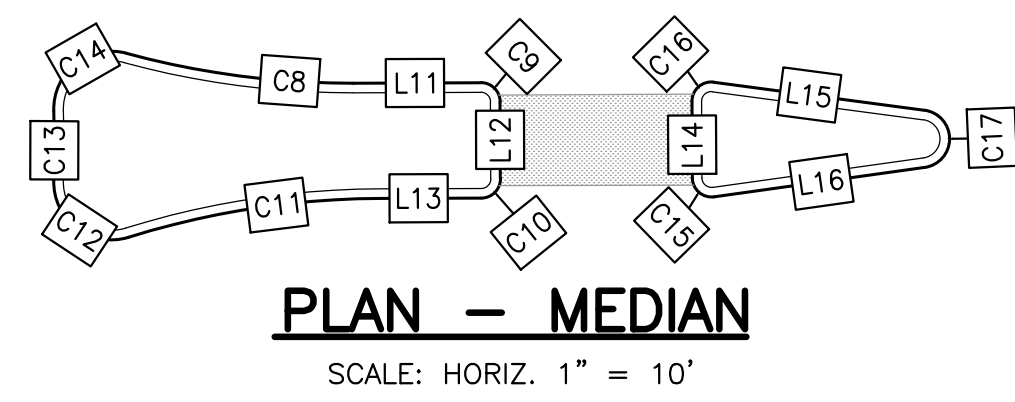 C14
C8
L11
C9
C16
L15
C13
L12
L14
C17
C12
C11
L13
C10
C15
L16
PLAN – MEDIAN
SCALE: HORIZ. 1" = 10'